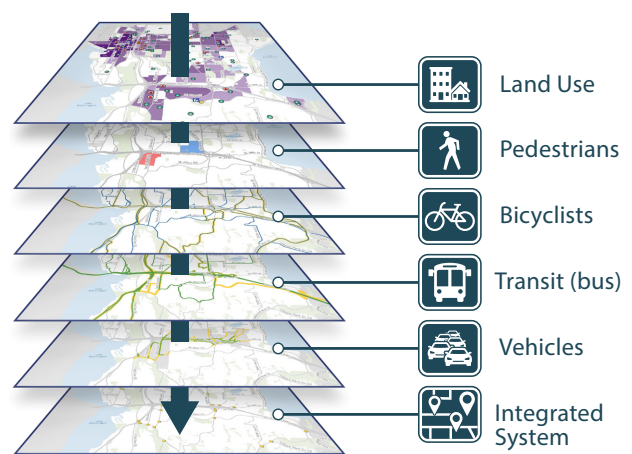 Land Use
Pedestrians
Bicyclists
Transit (bus)
Vehicles
Integrated
System